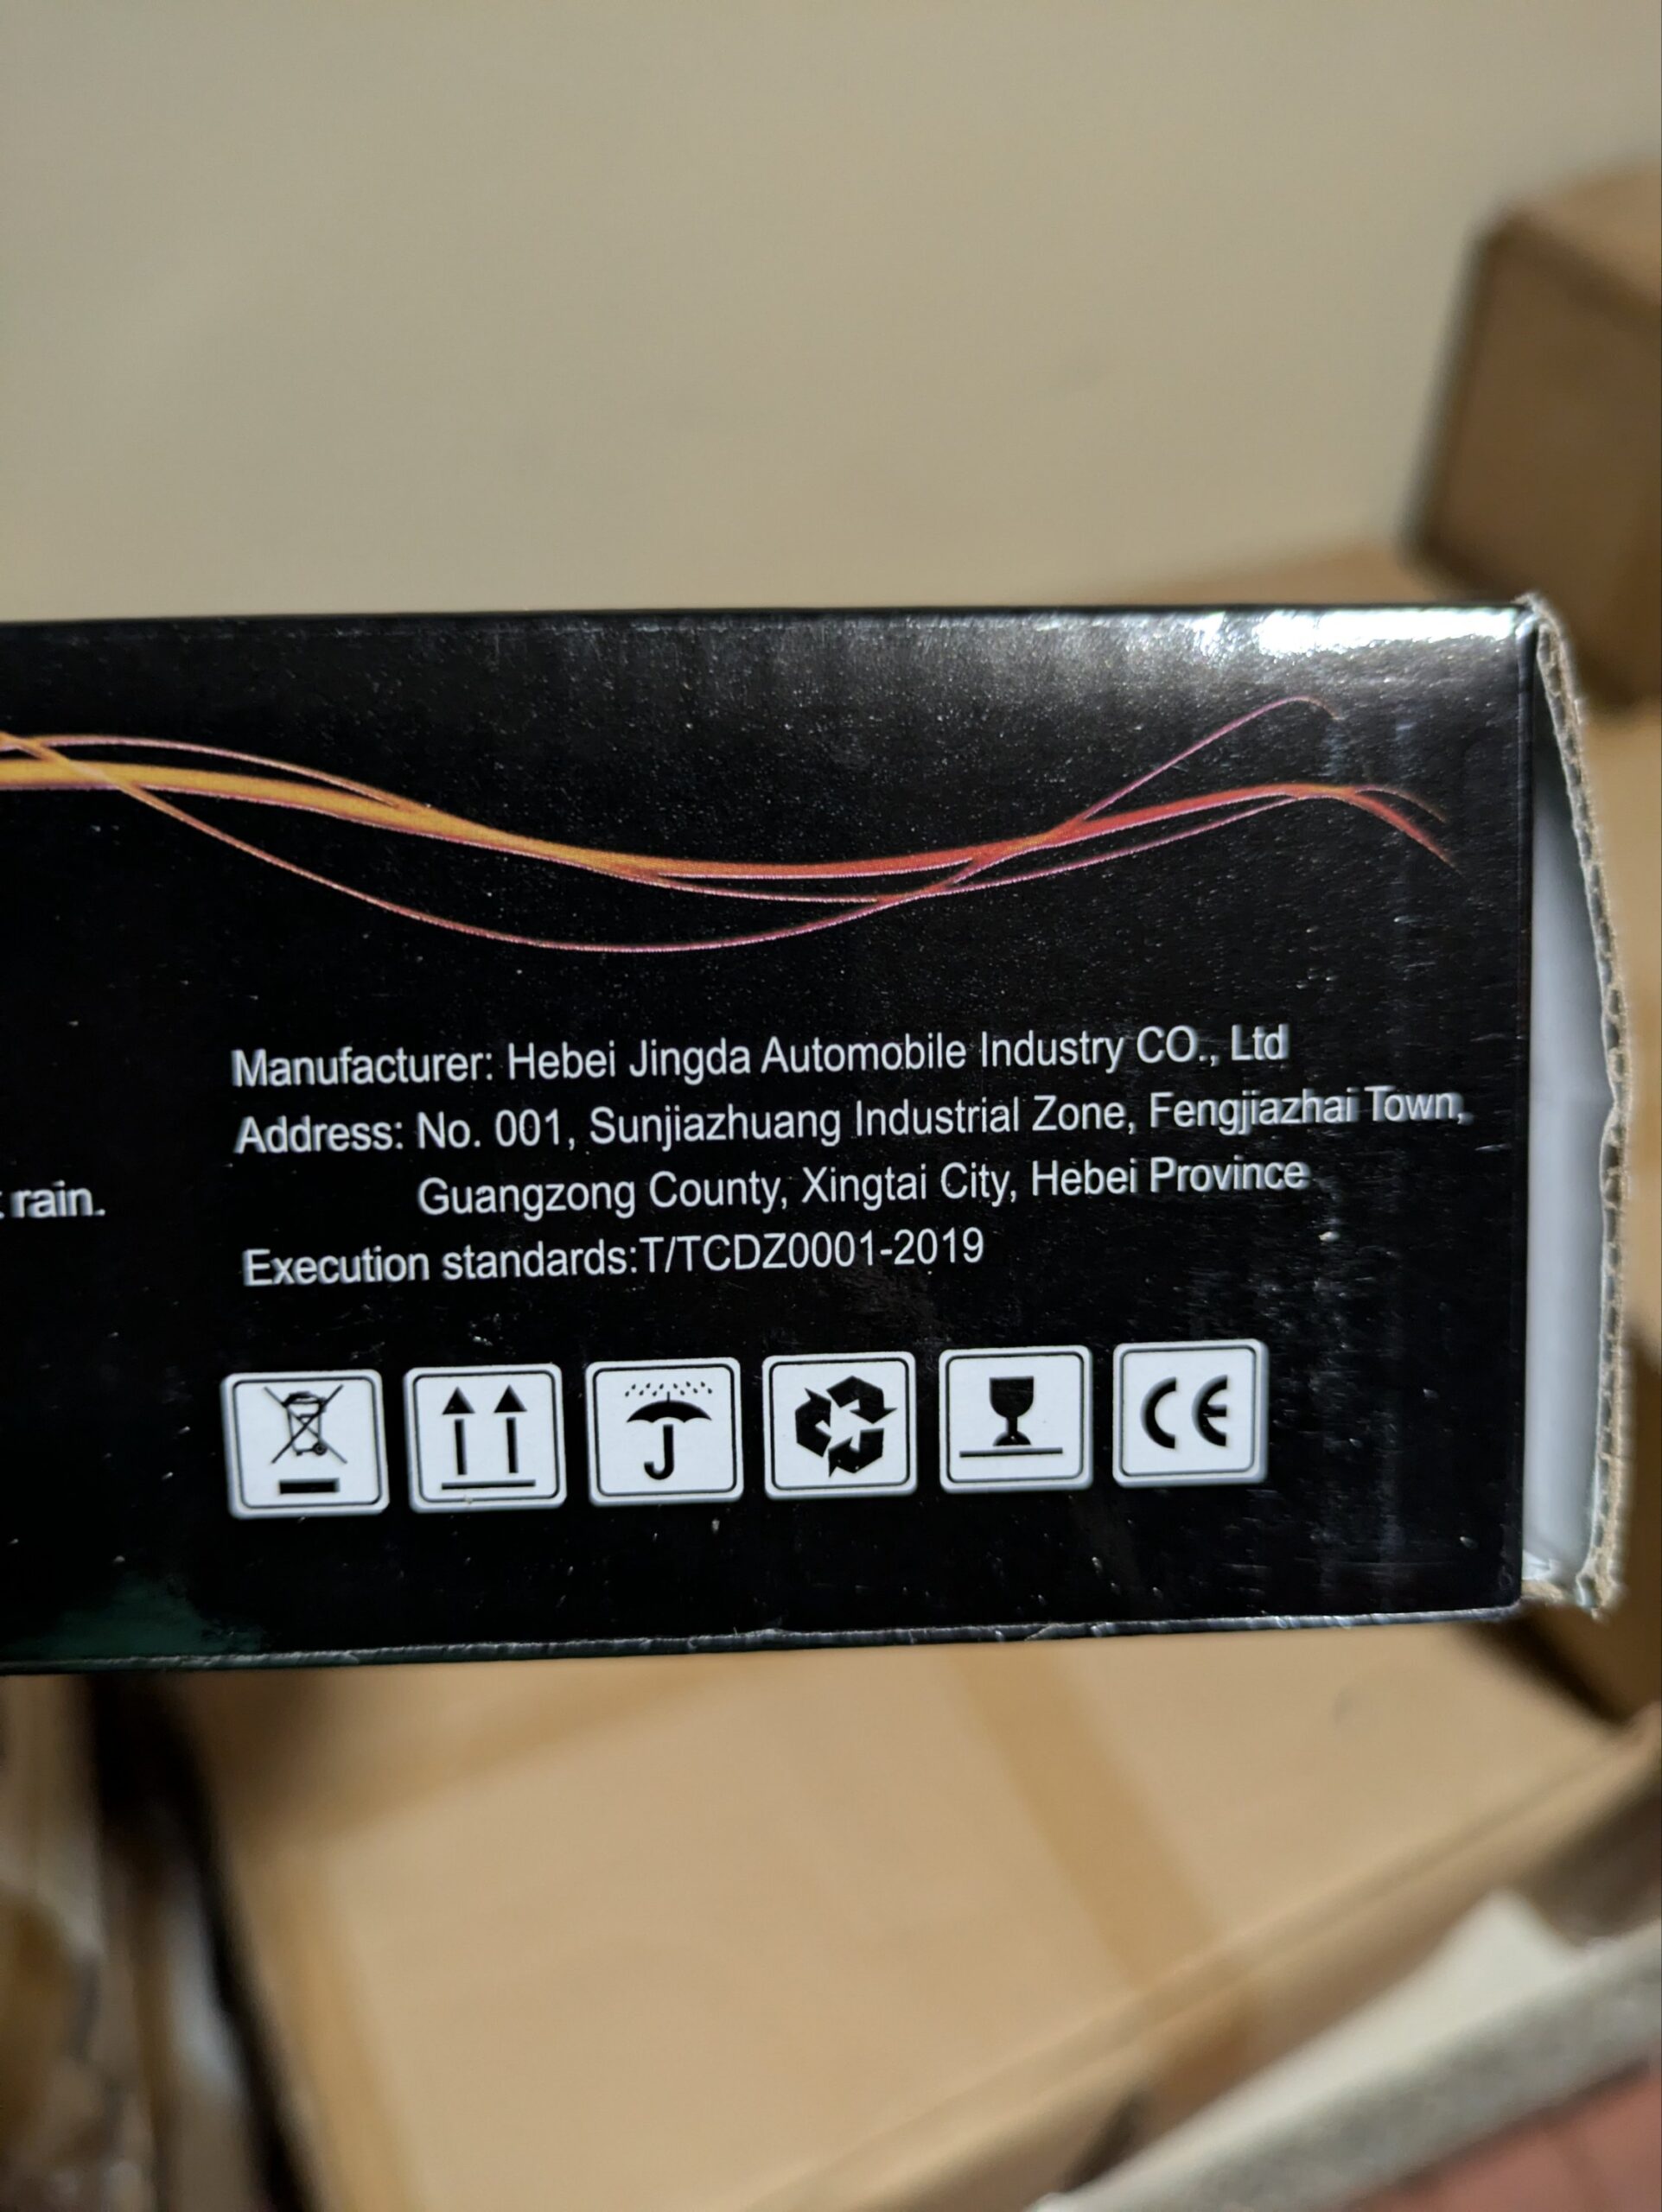 Manufacturer: Hebei Jingda Automobile Industry CO., Ltd
Address: No. 001, Sunjiazhuang Industrial Zone, Fengjiazhai Town,
Guangzong County, Xingtai City, Hebei Province
rain.
Execution standards:T/TCDZ0001-2019
CE